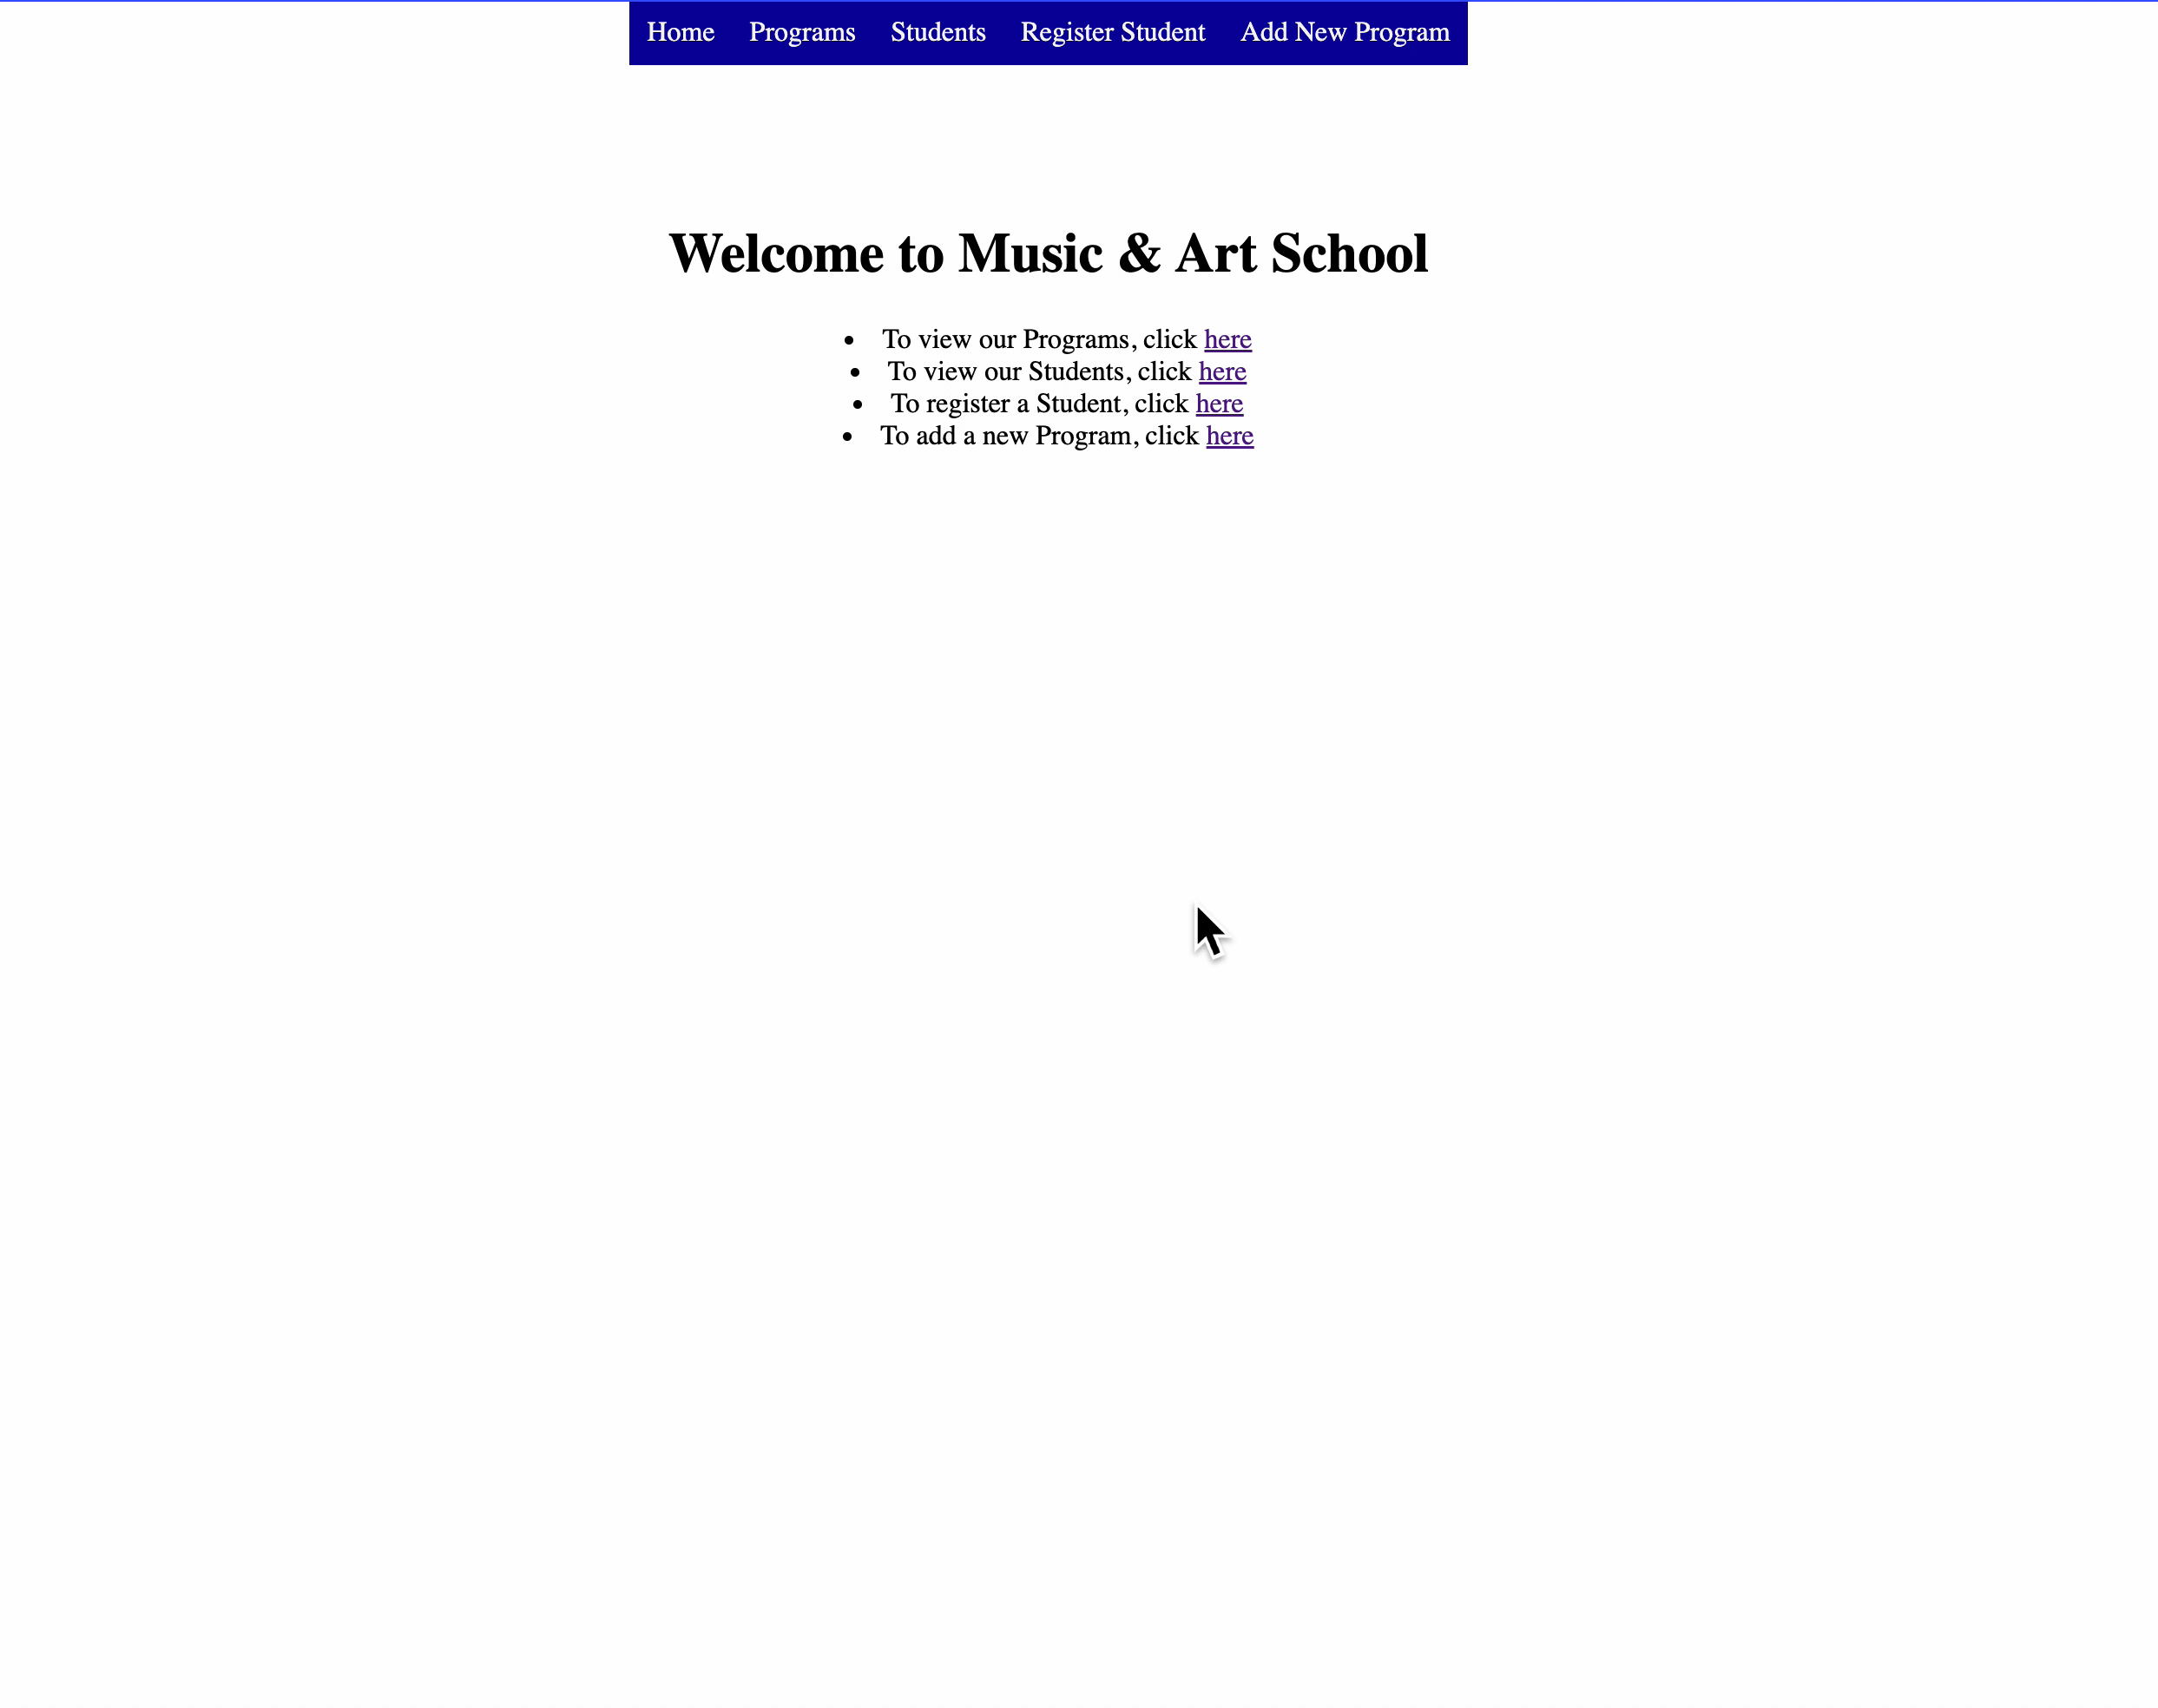 Home Programs Students Register Student Add New Program
Welcome to Music & Art School
• To view our Programs, click here
• To view our Students, click here
• To register a Student, click here
• To add a new Program, click here